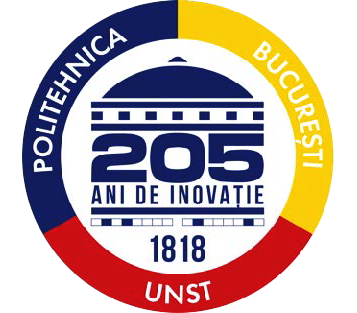 POLITEHNICA
BUCUREȘTI
205
ANI DE INOVAȚIE
1818
UNST